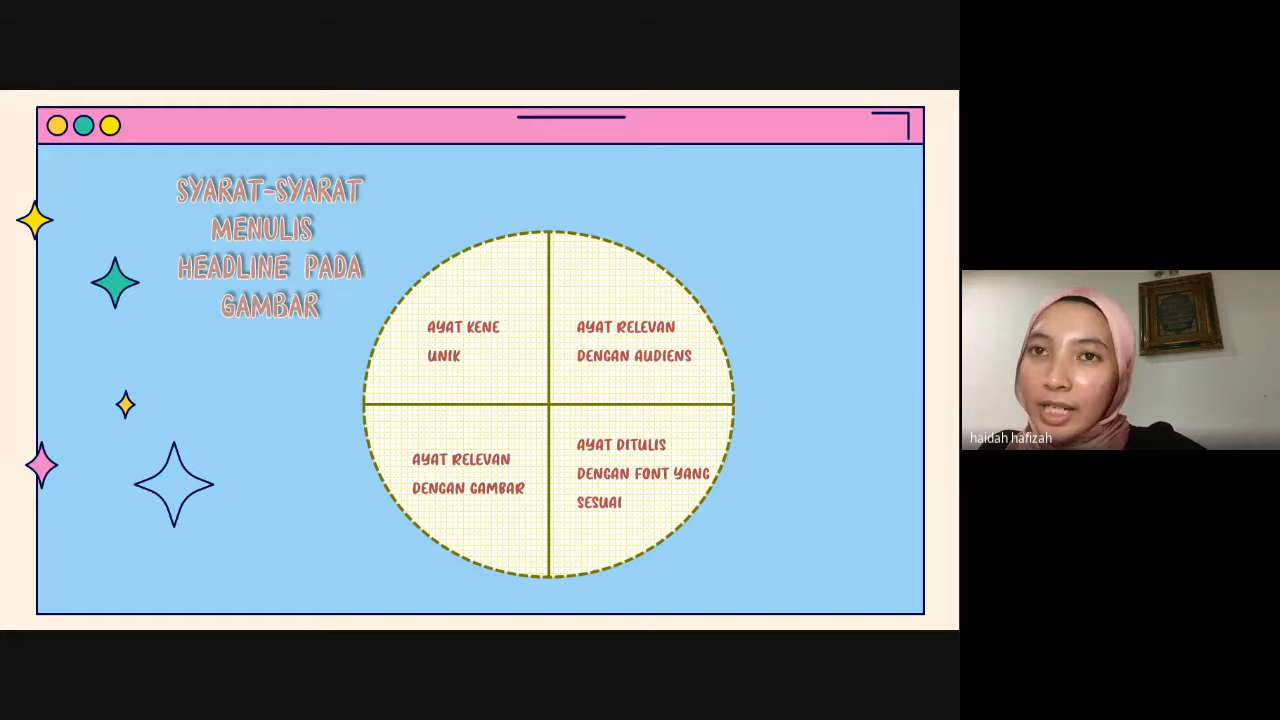 SYARAT-SYARAT
MENULIS
HEADLINE PADA
GAMBAR
AYAT KENE
UNIK
AYAT RELEVAN
DENGAN AUDIENS
AYAT RELEVAN
DENGAN GAMBAR
AYAT DITULIS
DENGAN FONT YANG
SESUAI
haidah hafizah